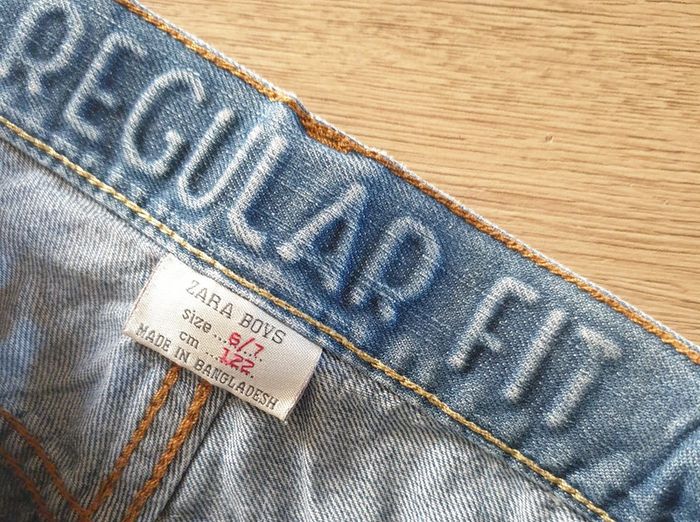 REGULAR FIT
ZARA BOYS
size ...6/7
cm ....122
MADE IN BANGLADESH